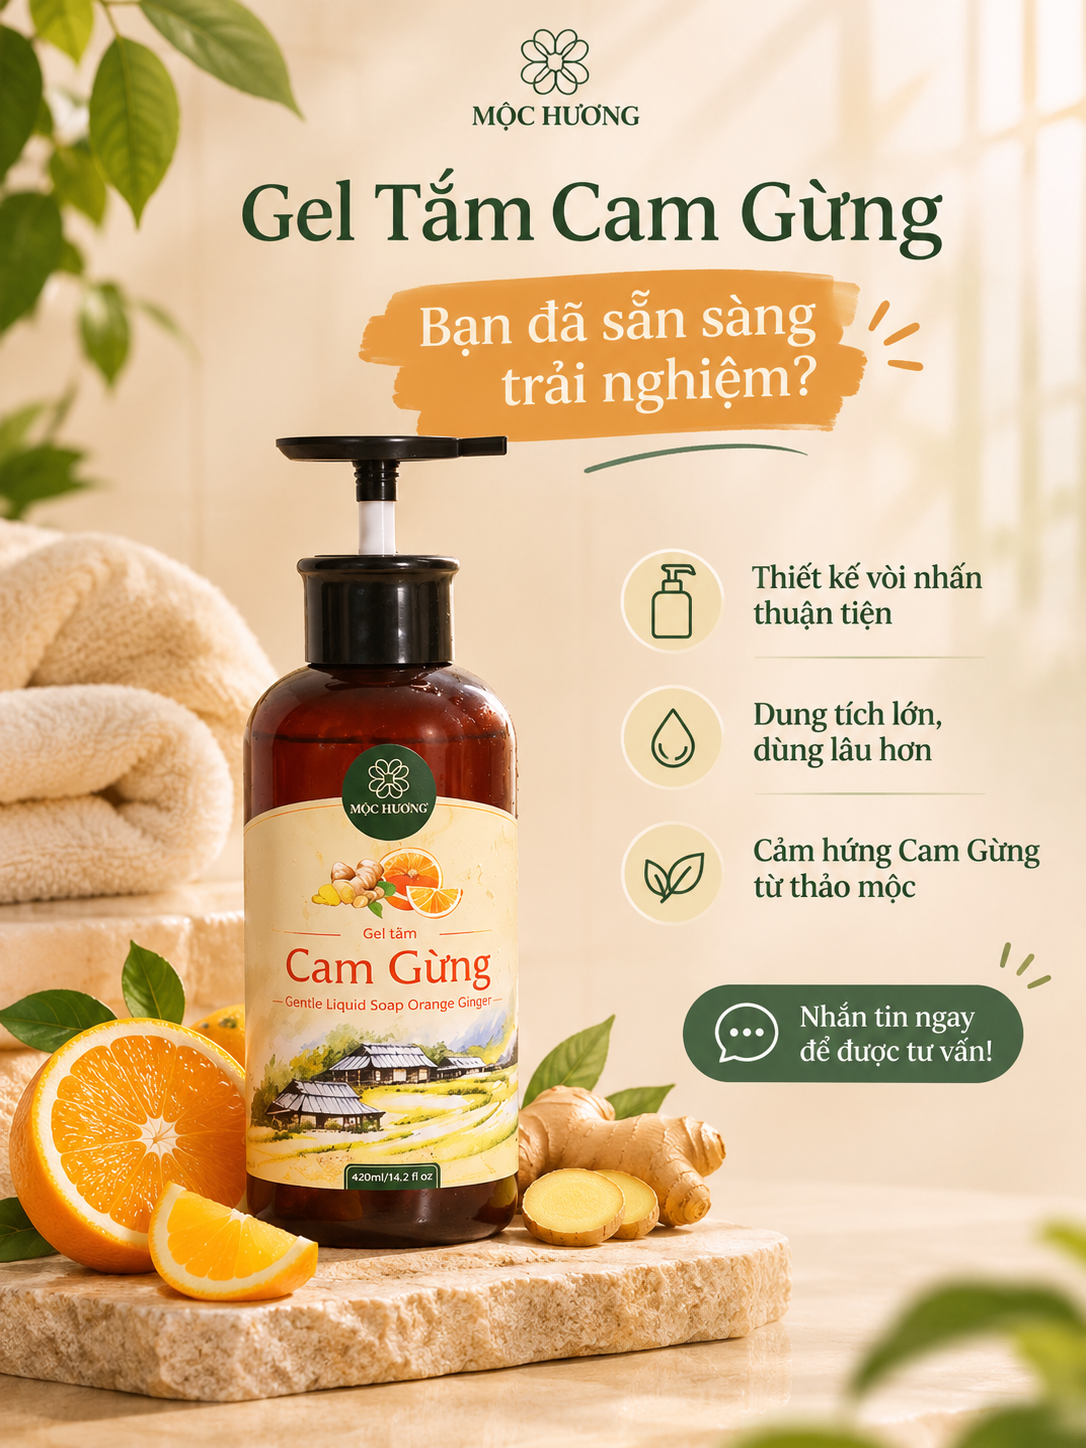 MỘC HƯƠNG
Gel Tắm Cam Gừng
Bạn đã sẵn sàng
trải nghiệm?
Thiết kế vòi nhấn
thuận tiện
Dung tích lớn,
dùng lâu hơn
Cảm hứng Cam Gừng
từ thảo mộc
Nhắn tin ngay
để được tư vấn!
MỘC HƯƠNG
Gel tắm
Cam Gừng
Gentle Liquid Soap Orange Ginger
420ml/14.2 fl oz